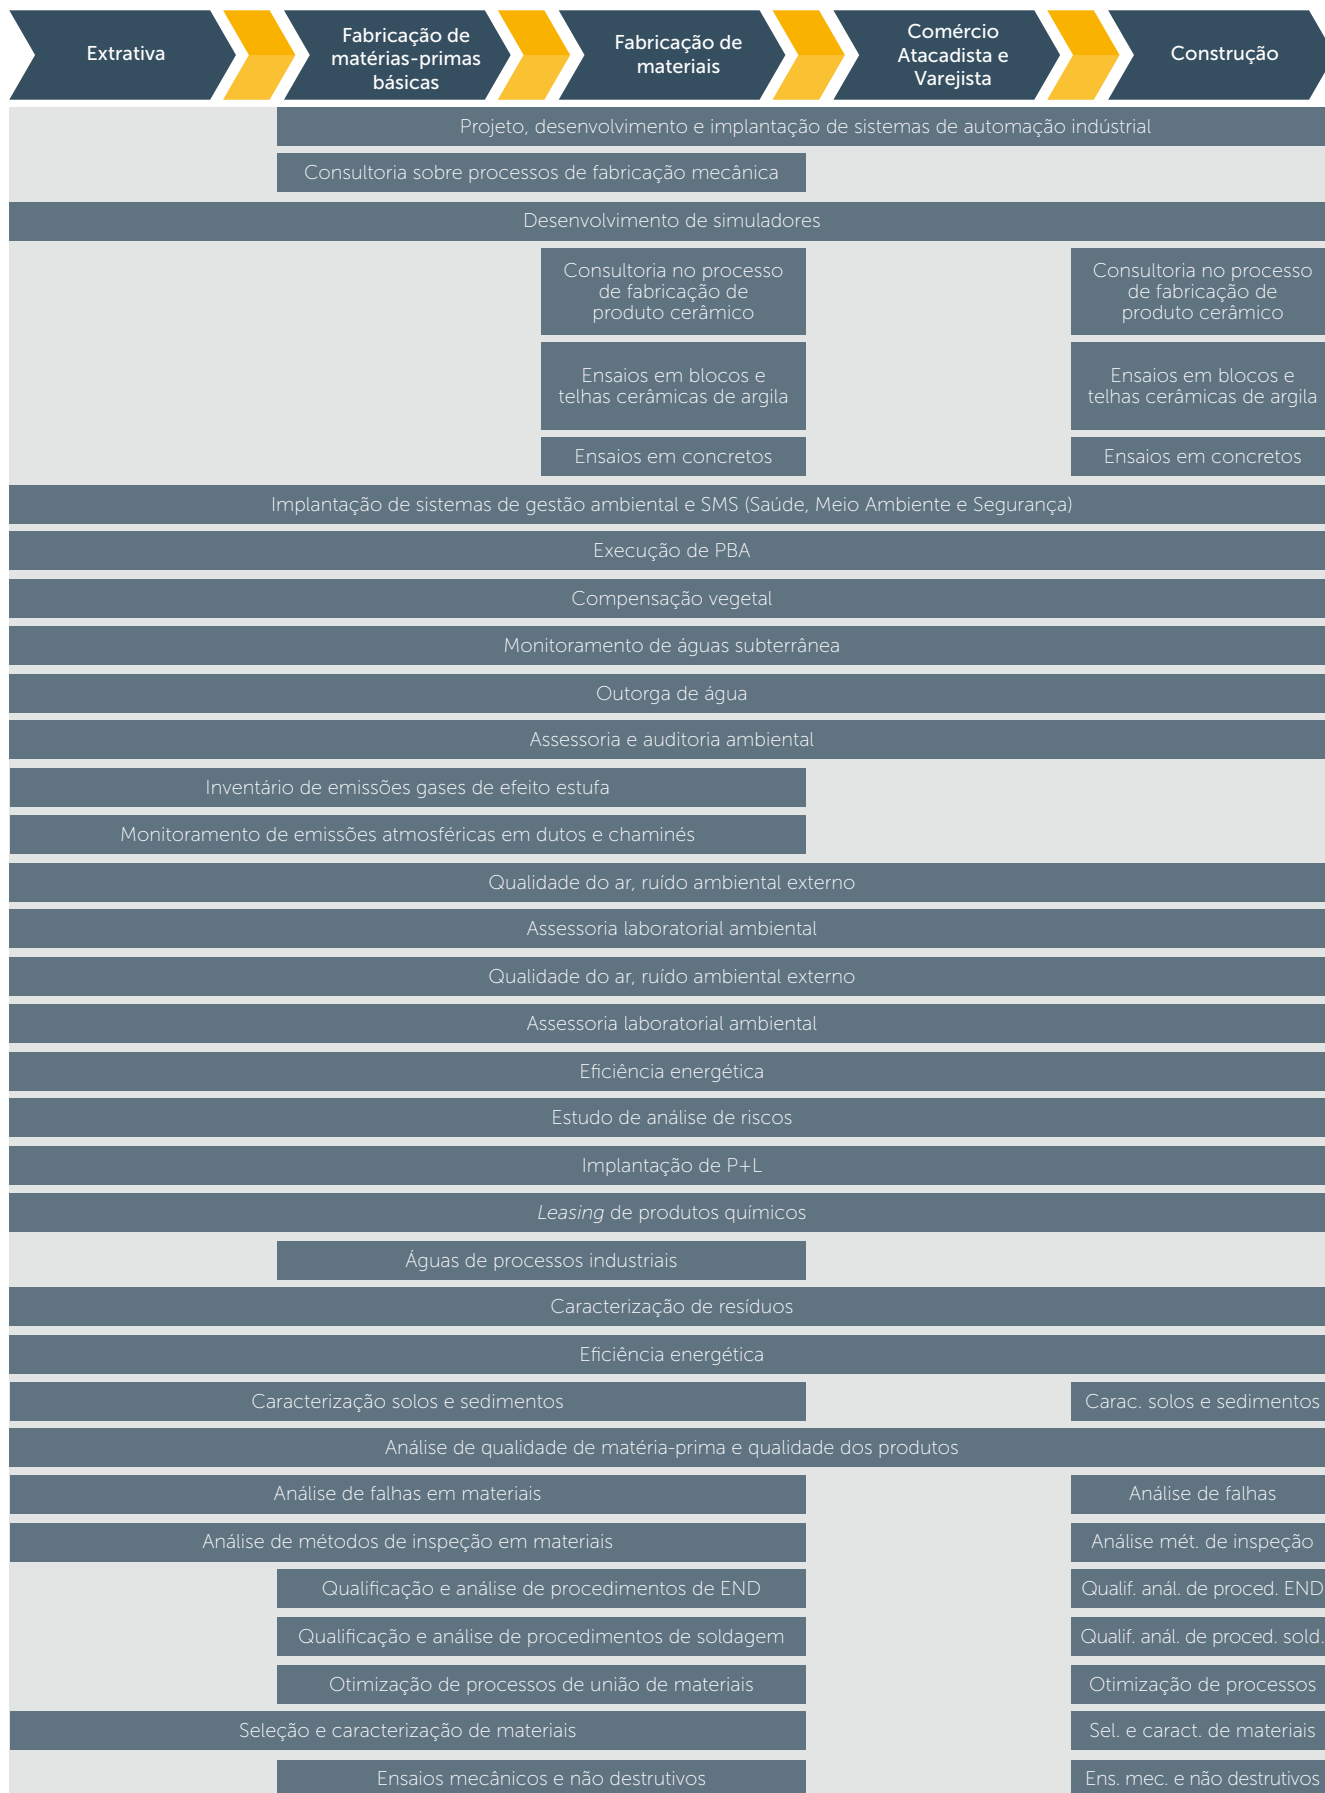 Extrativa
Fabricação de
matérias-primas
básicas
Fabricação de
materiais
Comércio
Atacadista e
Varejista
Construção
Projeto, desenvolvimento e implantação de sistemas de automação indústrial
Consultoria sobre processos de fabricação mecânica
Desenvolvimento de simuladores
Consultoria no processo
de fabricação de
produto cerâmico
Consultoria no processo
de fabricação de
produto cerâmico
Ensaios em blocos e
telhas cerâmicas de argila
Ensaios em blocos e
telhas cerâmicas de argila
Ensaios em concretos
Ensaios em concretos
Implantação de sistemas de gestão ambiental e SMS (Saúde, Meio Ambiente e Segurança)
Execução de PBA
Compensação vegetal
Monitoramento de águas subterrânea
Outorga de água
Assessoria e auditoria ambiental
Inventário de emissões gases de efeito estufa
Monitoramento de emissões atmosféricas em dutos e chaminés
Qualidade do ar, ruído ambiental externo
Assessoria laboratorial ambiental
Qualidade do ar, ruído ambiental externo
Assessoria laboratorial ambiental
Eficiência energética
Estudo de análise de riscos
Implantação de P+L
Leasing de produtos químicos
Águas de processos industriais
Caracterização de resíduos
Eficiência energética
Caracterização solos e sedimentos
Carac. solos e sedimentos
Análise de qualidade de matéria-prima e qualidade dos produtos
Análise de falhas em materiais
Análise de falhas
Análise de métodos de inspeção em materiais
Análise mét. de inspeção
Qualificação e análise de procedimentos de END
Qualif. anál. de proced. END
Qualificação e análise de procedimentos de soldagem
Qualif. anál. de proced. sold.
Otimização de processos de união de materiais
Otimização de processos
Seleção e caracterização de materiais
Sel. e caract. de materiais
Ensaios mecânicos e não destrutivos
Ens. mec. e não destrutivos